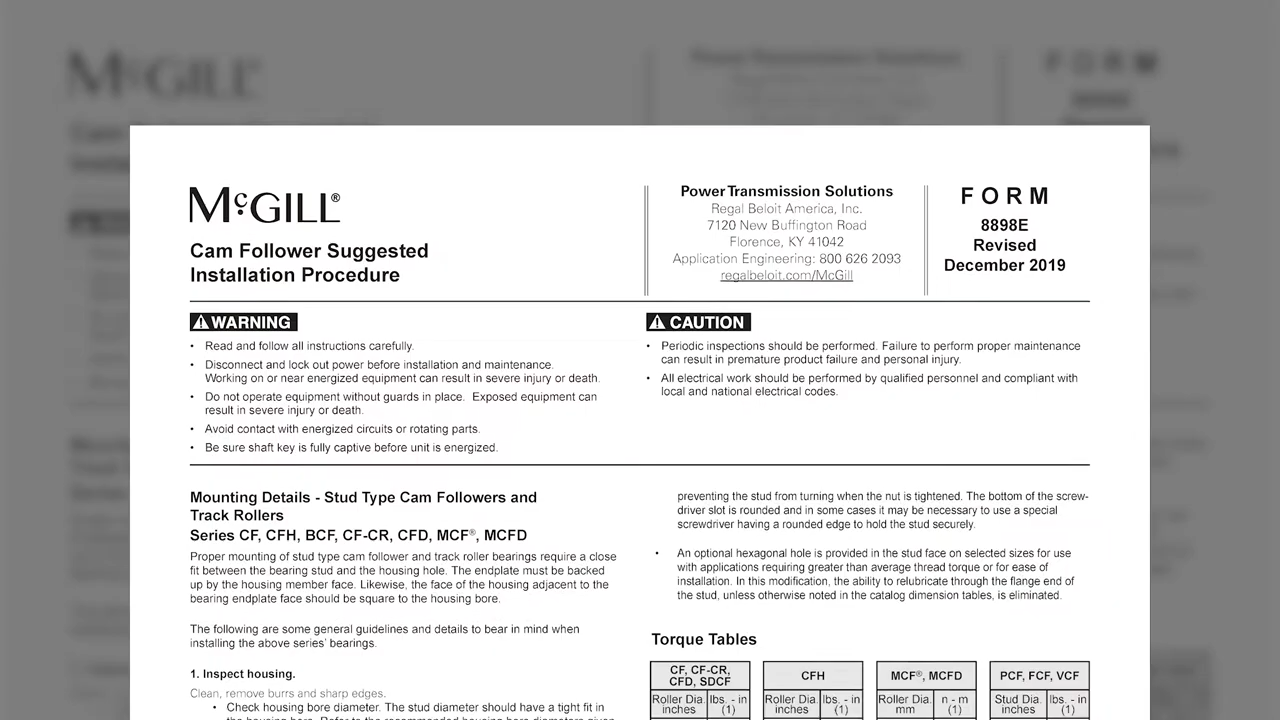 McGILL®
Cam Follower Suggested
Installation Procedure
Power Transmission Solutions
Regal Beloit America, Inc.
7120 New Buffington Road
Florence, KY 41042
Application Engineering: 800 626 2093
regalbeloit.com/McGill
FORM
8898E
Revised
December 2019
WARNING
• Read and follow all instructions carefully.
• Disconnect and lock out power before installation and maintenance.
Working on or near energized equipment can result in severe injury or death.
• Do not operate equipment without guards in place. Exposed equipment can
result in severe injury or death.
• Avoid contact with energized circuits or rotating parts.
• Be sure shaft key is fully captive before unit is energized.
CAUTION
• Periodic inspections should be performed. Failure to perform proper maintenance
can result in premature product failure and personal injury.
• All electrical work should be performed by qualified personnel and compliant with
local and national electrical codes.
Mounting Details - Stud Type Cam Followers and
Track Rollers
Series CF, CFH, BCF, CF-CR, CFD, MCF®, MCFD
Proper mounting of stud type cam follower and track roller bearings require a close
fit between the bearing stud and the housing hole. The endplate must be backed
up by the housing member face. Likewise, the face of the housing adjacent to the
bearing endplate face should be square to the housing bore.
The following are some general guidelines and details to bear in mind when
installing the above series' bearings.
1. Inspect housing.
Clean, remove burrs and sharp edges.
• Check housing bore diameter. The stud diameter should have a tight fit in
the housing bore. Refer to the recommended housing bore diameters given
preventing the stud from turning when the nut is tightened. The bottom of the screw-
driver slot is rounded and in some cases it may be necessary to use a special
screwdriver having a rounded edge to hold the stud securely.
• An optional hexagonal hole is provided in the stud face on selected sizes for use
with applications requiring greater than average thread torque or for ease of
installation. In this modification, the ability to relubricate through the flange end of
the stud, unless otherwise noted in the catalog dimension tables, is eliminated.
Torque Tables
CF, CF-CR,
CFD, SDCF
Roller Dia. inches
lbs. - in (1)
CFH
Roller Dia. inches
lbs. - in (1)
MCF®, MCFD
Roller Dia. mm
n - m (1)
PCF, FCF, VCF
Stud Dia. inches
lbs. - in (1)